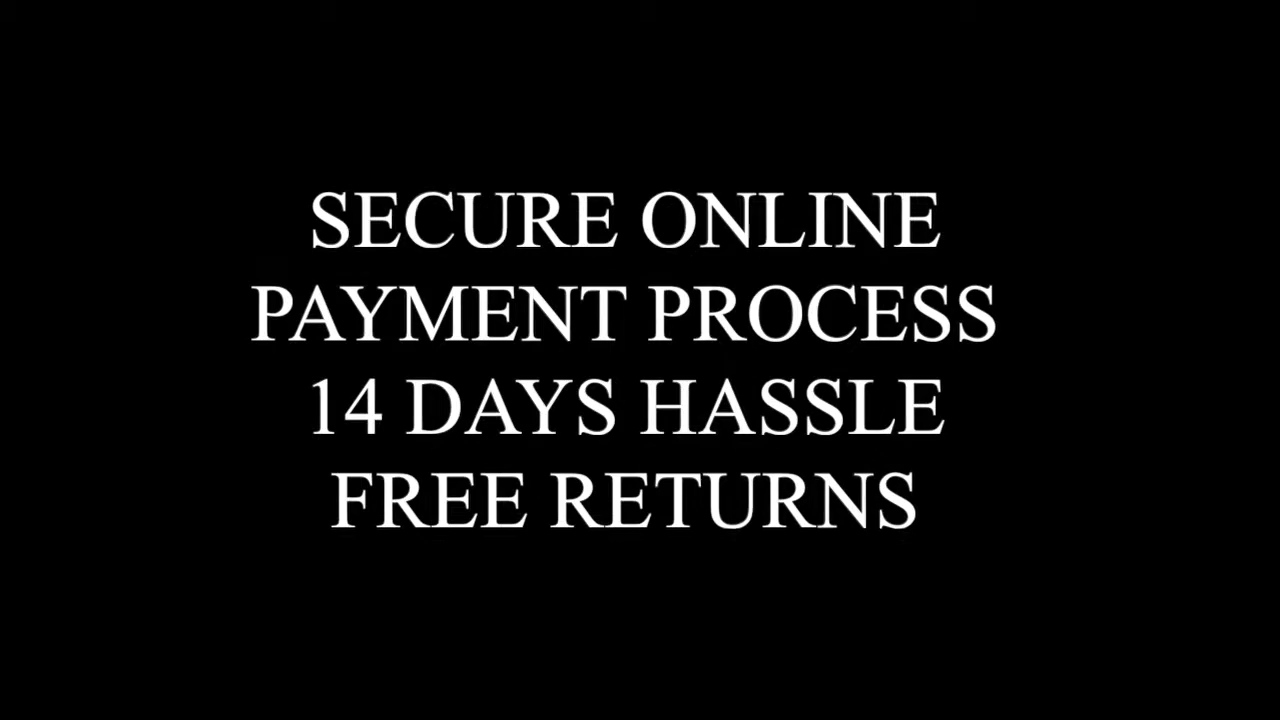 SECURE ONLINE
PAYMENT PROCESS
14 DAYS HASSLE
FREE RETURNS